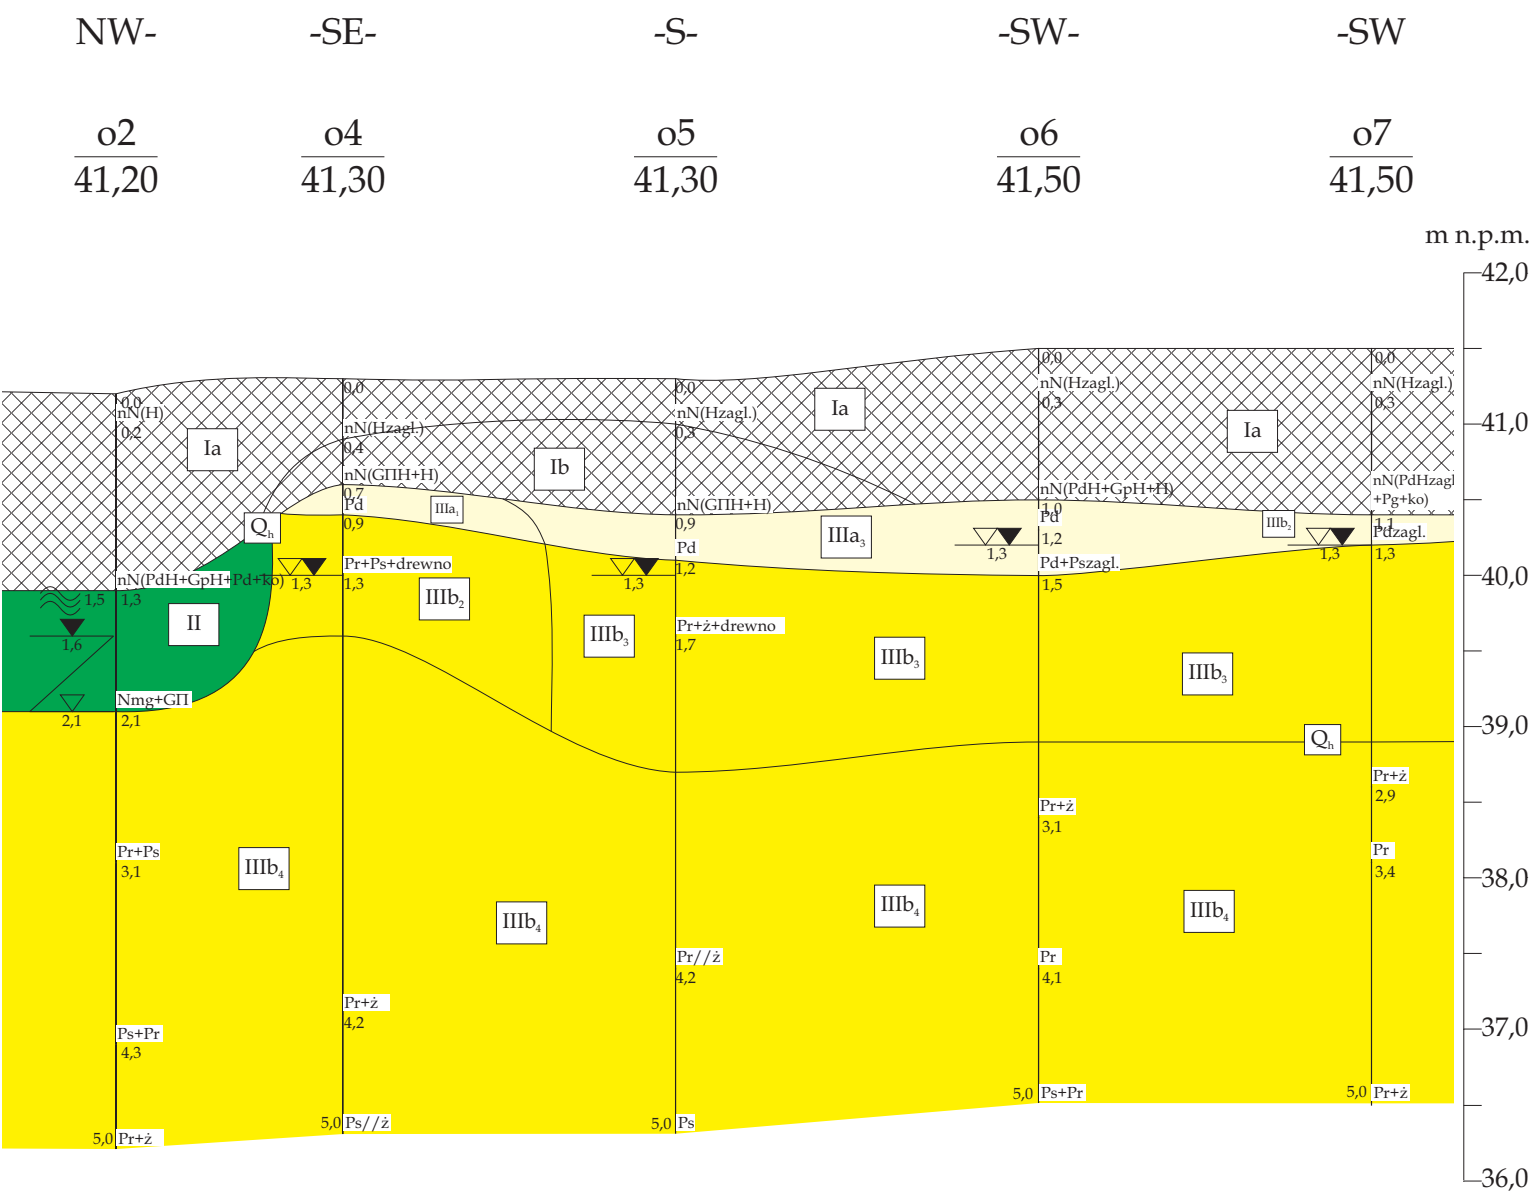 NW- -SE- -S- -SW- -SW
o2 o4 o5 o6 o7
41,20 41,30 41,30 41,50 41,50
m n.p.m.
42,0
41,0
40,0
39,0
38,0
37,0
36,0
0,0
nN(H)
0,2
nN(PdH+GpH+Pd+ko)
1,5 1,3
1,6
Nmg+GΠ
2,1 2,1
Pr+Ps
3,1
Ps+Pr
4,3
5,0 Pr+ż
Ia
II
Qh
IIIb4
0,0
nN(Hzagl.)
0,4
nN(GΠH+H)
0,7
Pd
0,9
Pr+Ps+drewno
1,3 1,3
Pr+ż
4,2
5,0 Ps//ż
Ib
IIIa1
IIIb2
IIIb3
IIIb4
0,0
nN(Hzagl.)
0,3
nN(GΠH+H)
0,9
Pd
1,2
1,3
Pr+ż+drewno
1,7
Pr//ż
4,2
5,0 Ps
Ia
IIIa3
IIIb3
IIIb4
0,0
nN(Hzagl.)
0,3
nN(PdH+GpH+H)
1,0
Pd
1,2
1,3
Pd+Pszagl.
1,5
Pr+ż
3,1
Pr
4,1
5,0 Ps+Pr
Ia
IIIb2
IIIb3
Qh
IIIb4
0,0
nN(Hzagl.)
0,3
nN(PdHzagl
+Pg+ko)
1,1
Pdzagl.
1,3 1,3
Pr+ż
2,9
Pr
3,4
5,0 Pr+ż